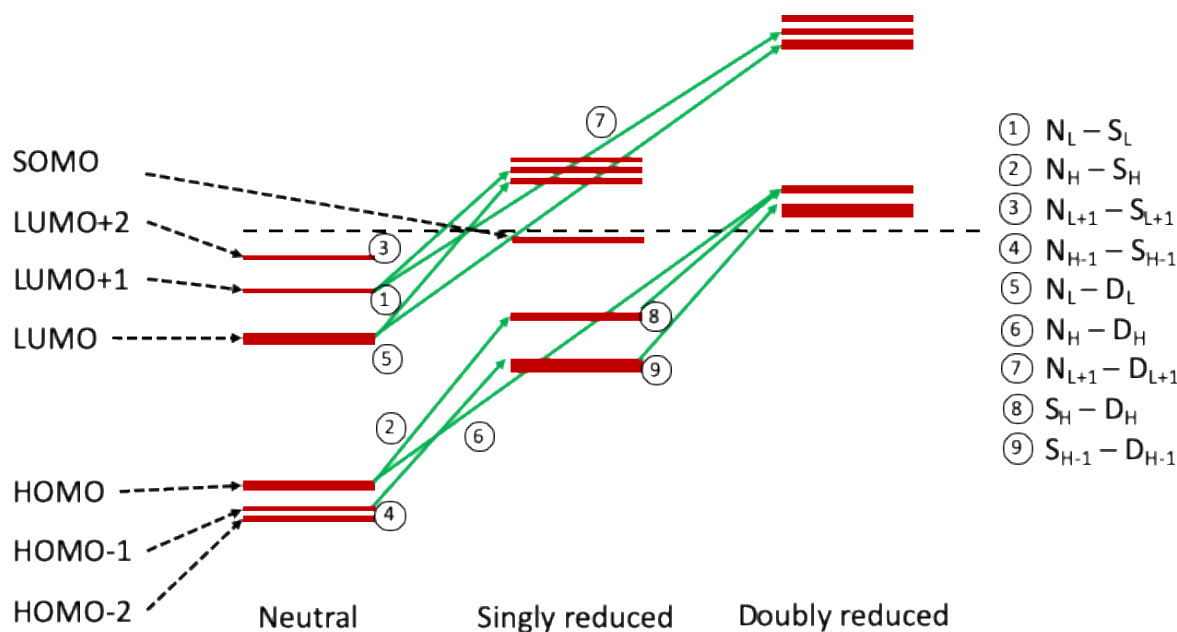 SOMO
LUMO+2
LUMO+1
LUMO
HOMO
HOMO-1
HOMO-2
7
3
1
5
8
9
2
6
4
Neutral
Singly reduced
Doubly reduced
1 N_L – S_L
2 N_H – S_H
3 N_L+1 – S_L+1
4 N_H-1 – S_H-1
5 N_L – D_L
6 N_H – D_H
7 N_L+1 – D_L+1
8 S_H – D_H
9 S_H-1 – D_H-1